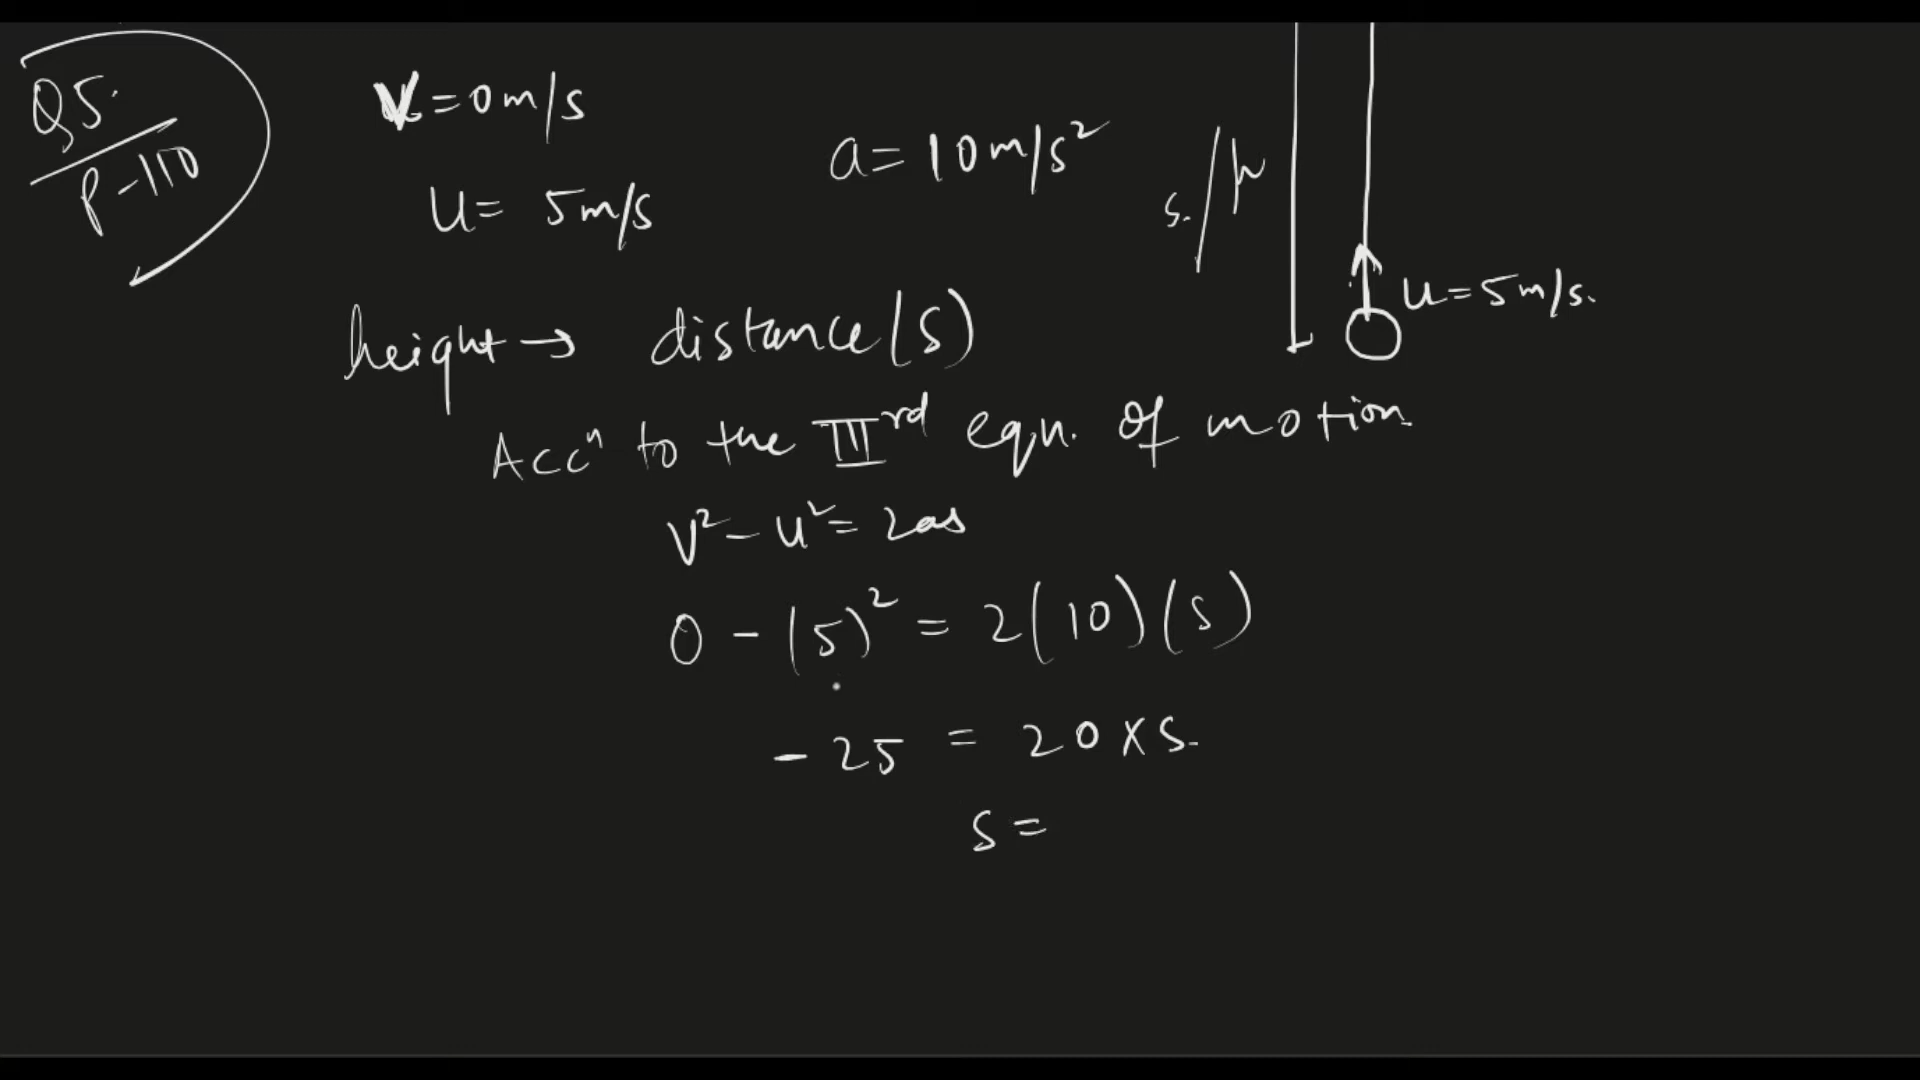 Q5.
P-110
V=0m/s
a=10m/s²
U= 5m/s
s./h
u=5m/s.
height→ distance(s)
Accⁿ to the IIIrd eqn. of motion
V²-u²=2as
0-(5)²=2(10)(s)
-25 = 20xs.
s=